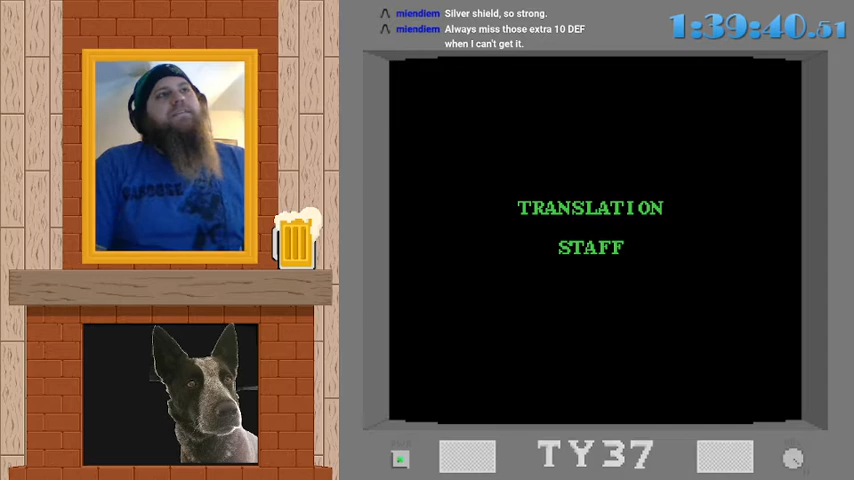 miendiem Silver shield, so strong.
miendiem Always miss those extra 10 DEF
when I can't get it.
1:39:40.51
TRANSLATION
STAFF
TY37